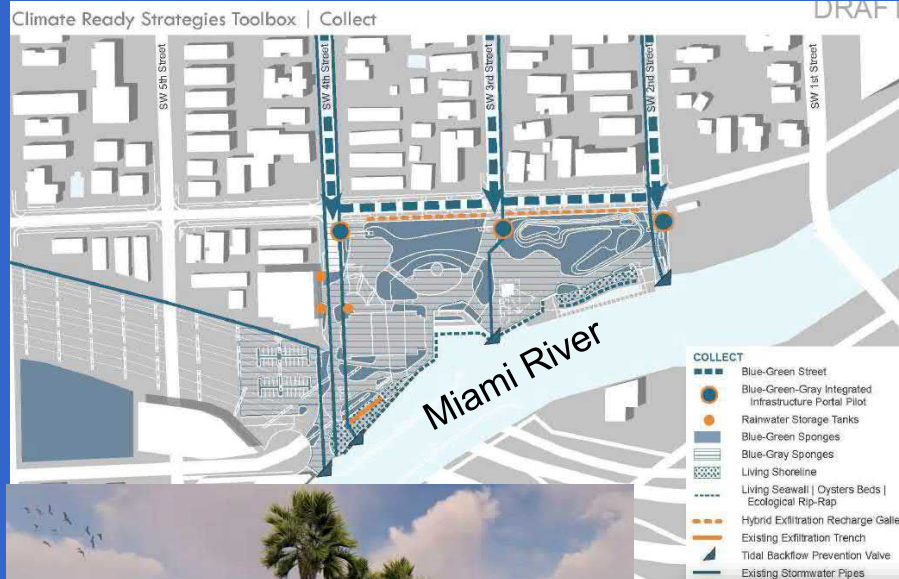 Climate Ready Strategies Toolbox | Collect
DRAFT
SW 5th Street
SW 4th Street
SW 3rd Street
SW 2nd Street
SW 1st Street
Miami River
COLLECT
Blue-Green Street
Blue-Green-Gray Integrated
Infrastructure Portal Pilot
Rainwater Storage Tanks
Blue-Green Sponges
Blue-Gray Sponges
Living Shoreline
Living Seawall | Oysters Beds |
Ecological Rip-Rap
Hybrid Exfiltration Recharge Galle
Existing Exfiltration Trench
Tidal Backflow Prevention Valve
Existing Stormwater Pipes